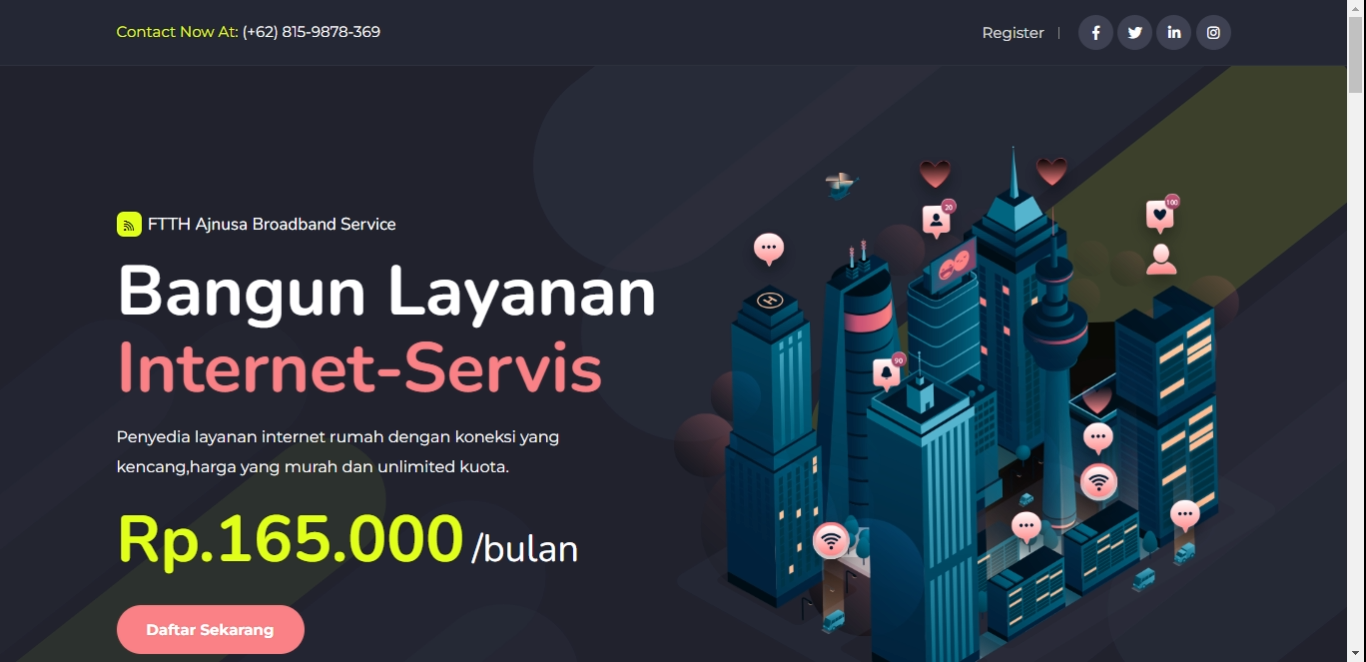 Contact Now At: (+62) 815-9878-369
Register |
FTTH Ajnusa Broadband Service
Bangun Layanan
Internet-Servis
Penyedia layanan internet rumah dengan koneksi yang
kencang,harga yang murah dan unlimited kuota.
Rp.165.000 /bulan
Daftar Sekarang
20
100
H
90